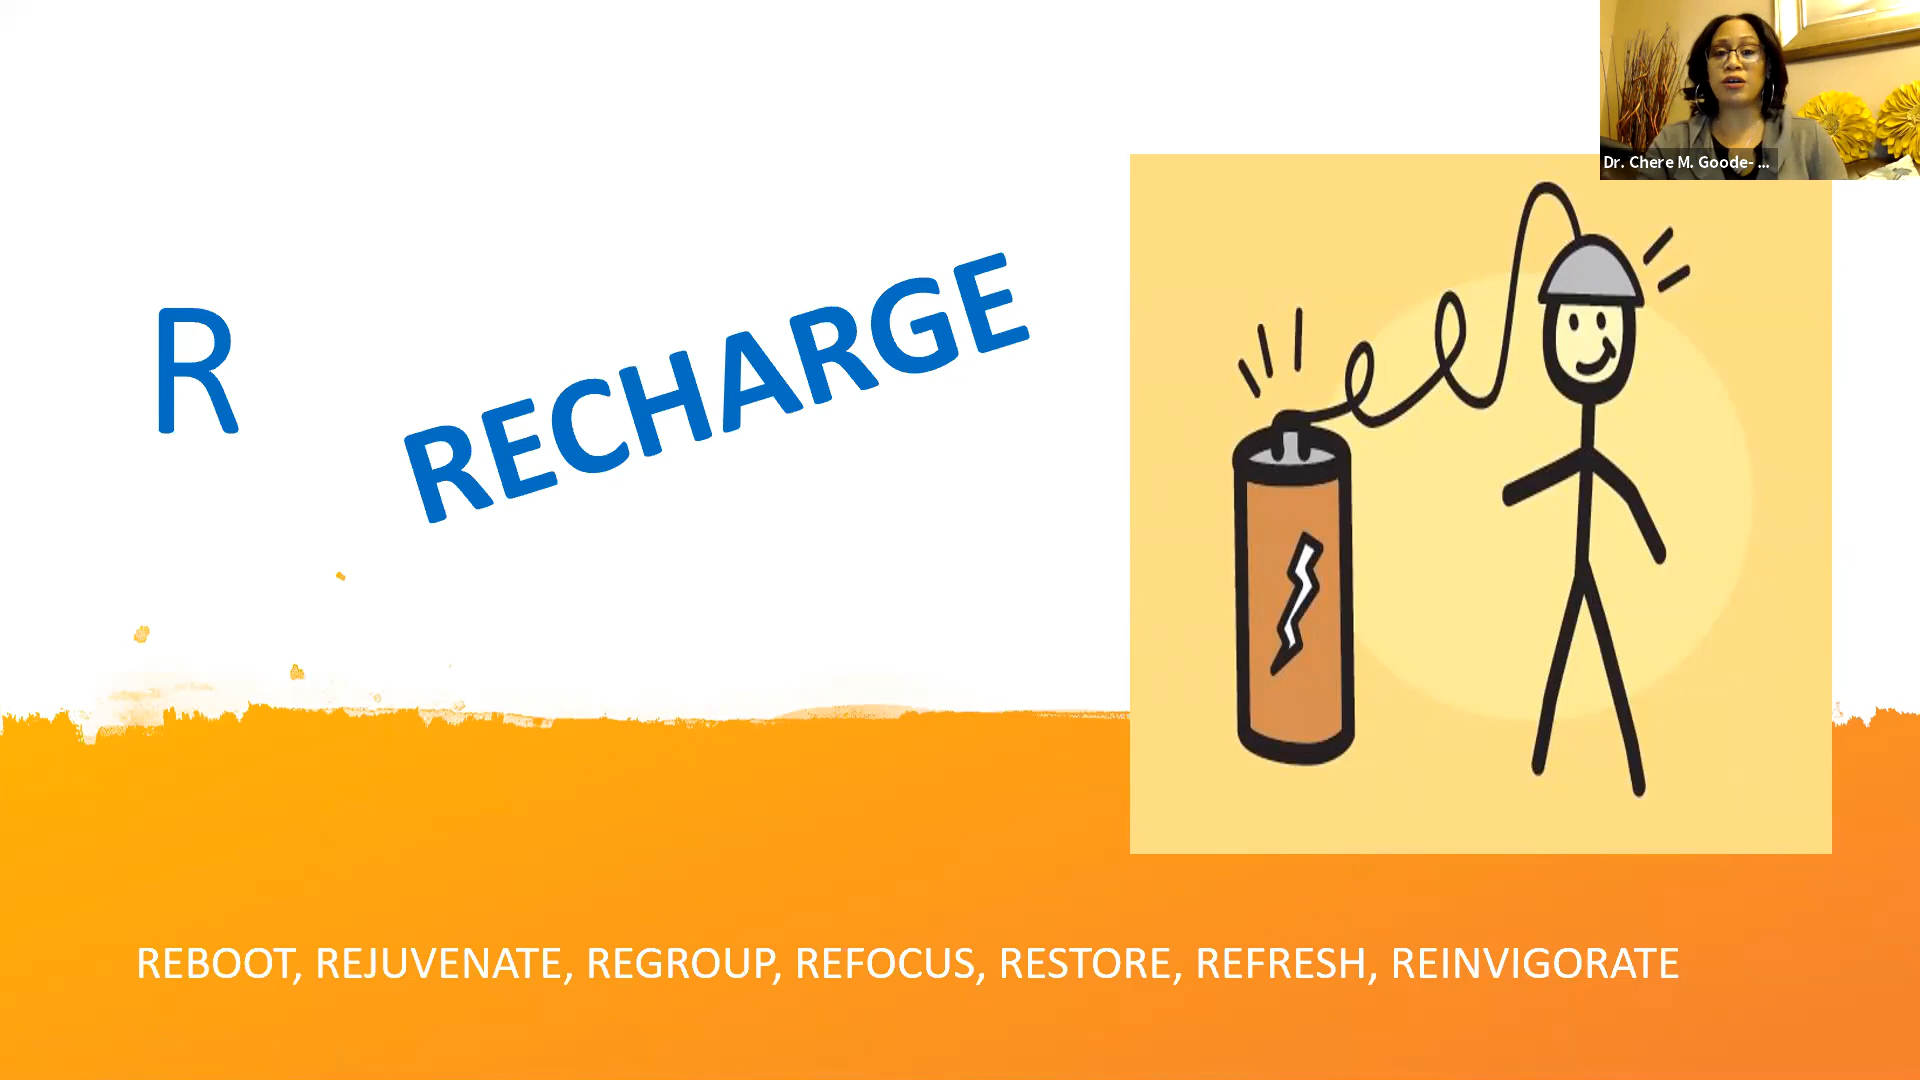 Dr. Chere M. Goode- ...
R
RECHARGE
REBOOT, REJUVENATE, REGROUP, REFOCUS, RESTORE, REFRESH, REINVIGORATE